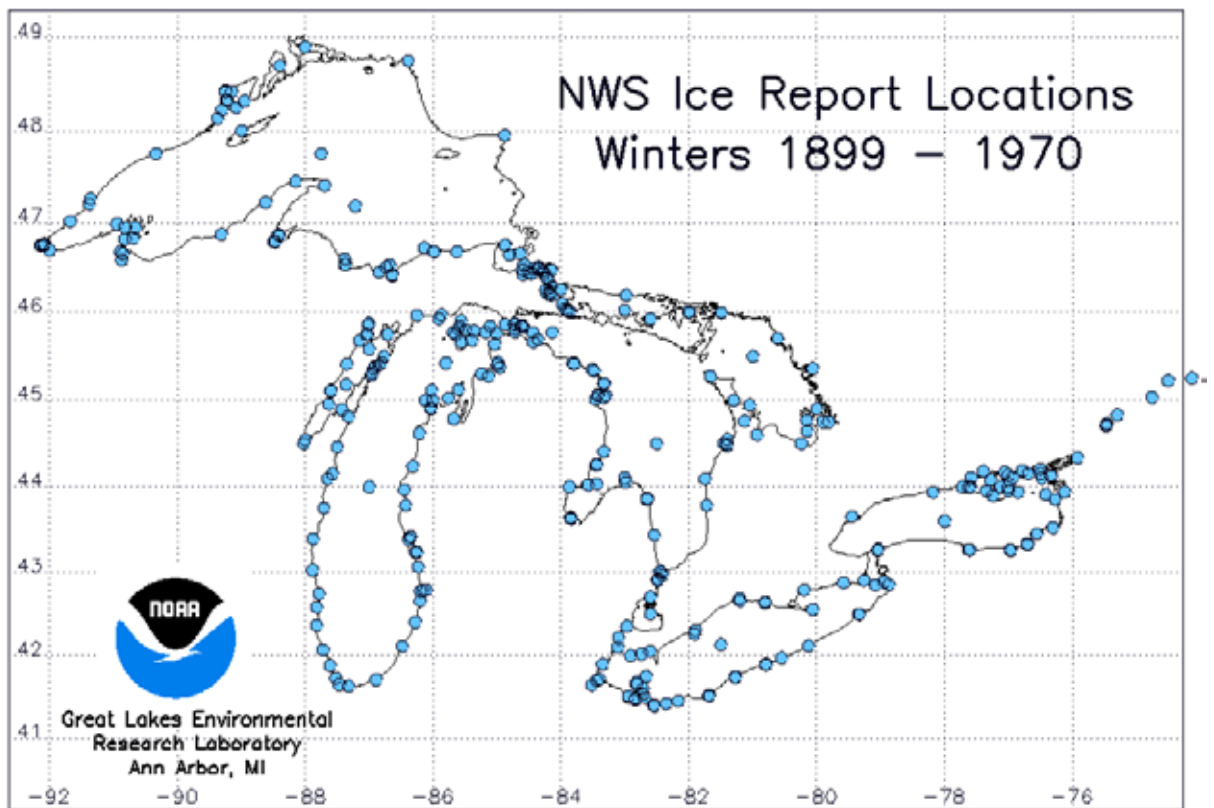 NWS Ice Report Locations
Winters 1899 – 1970
49
48
47
46
45
44
43
42
41
NOAA
Great Lakes Environmental
Research Laboratory
Ann Arbor, MI
-92 -90 -88 -86 -84 -82 -80 -78 -76